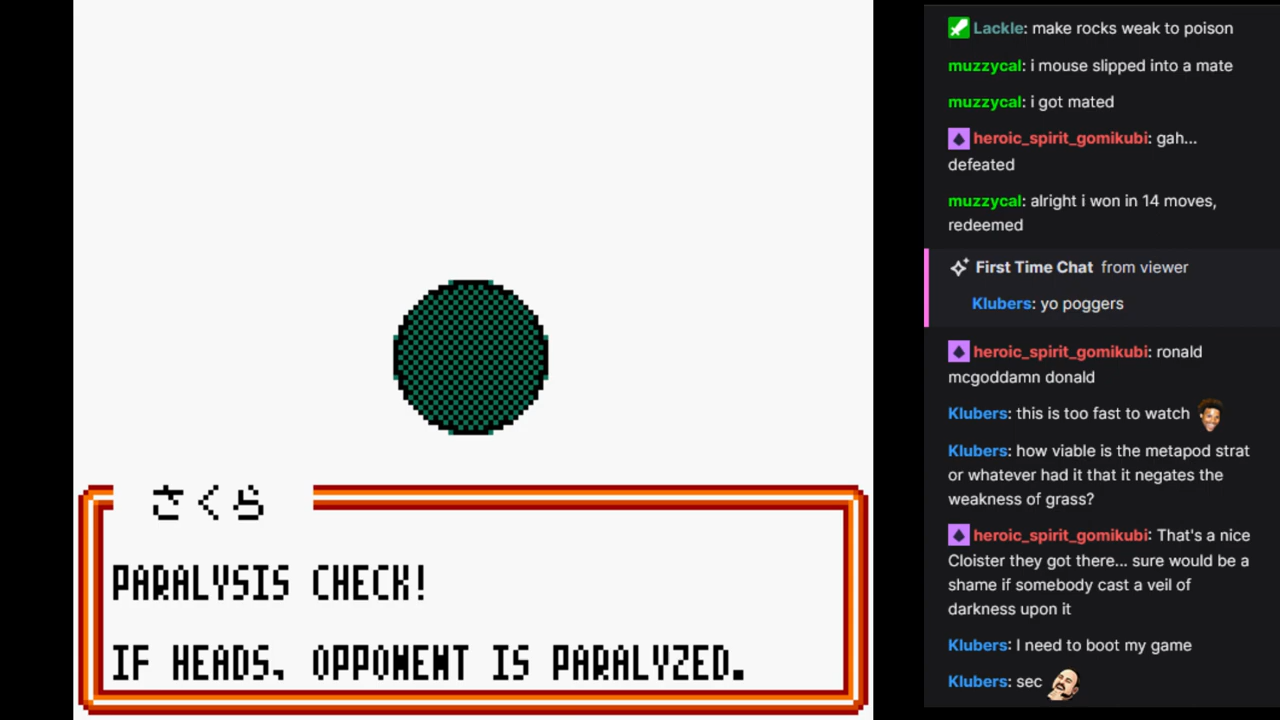 さくら
PARALYSIS CHECK!
IF HEADS, OPPONENT IS PARALYZED.
Lackle: make rocks weak to poison
muzzycal: i mouse slipped into a mate
muzzycal: i got mated
heroic_spirit_gomikubi: gah...
defeated
muzzycal: alright i won in 14 moves,
redeemed
First Time Chat from viewer
Klubers: yo poggers
heroic_spirit_gomikubi: ronald
mcgoddamn donald
Klubers: this is too fast to watch
Klubers: how viable is the metapod strat
or whatever had it that it negates the
weakness of grass?
heroic_spirit_gomikubi: That's a nice
Cloister they got there... sure would be a
shame if somebody cast a veil of
darkness upon it
Klubers: I need to boot my game
Klubers: sec